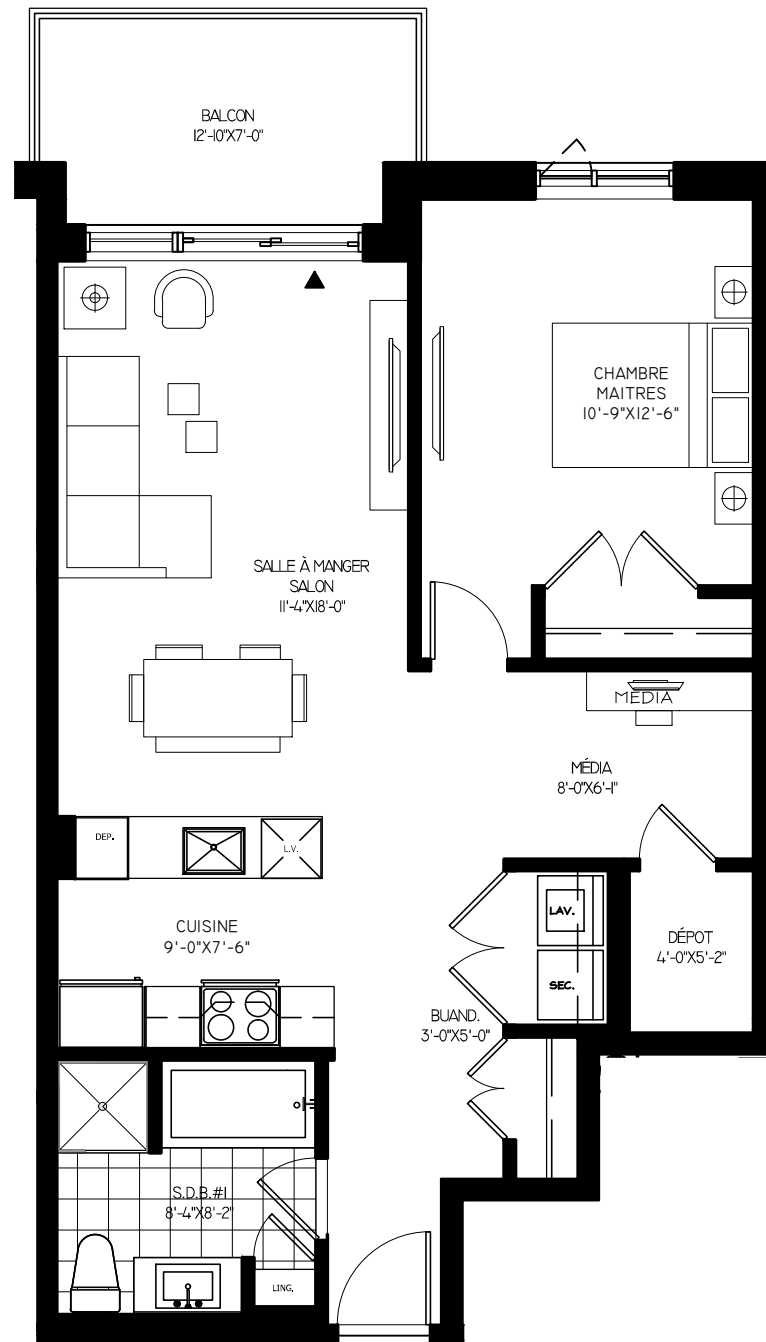 BALCON
12'-10"X7'-0"
CHAMBRE
MAITRES
10'-9"X12'-6"
SALLE À MANGER
SALON
11'-4"X18'-0"
MÉDIA
MÉDIA
8'-0"X6'-1"
DEP.
L.V.
CUISINE
9'-0"X7'-6"
LAV.
SEC.
DÉPOT
4'-0"X5'-2"
BUAND.
3'-0"X5'-0"
S.D.B.#1
8'-4"X8'-2"
LING.